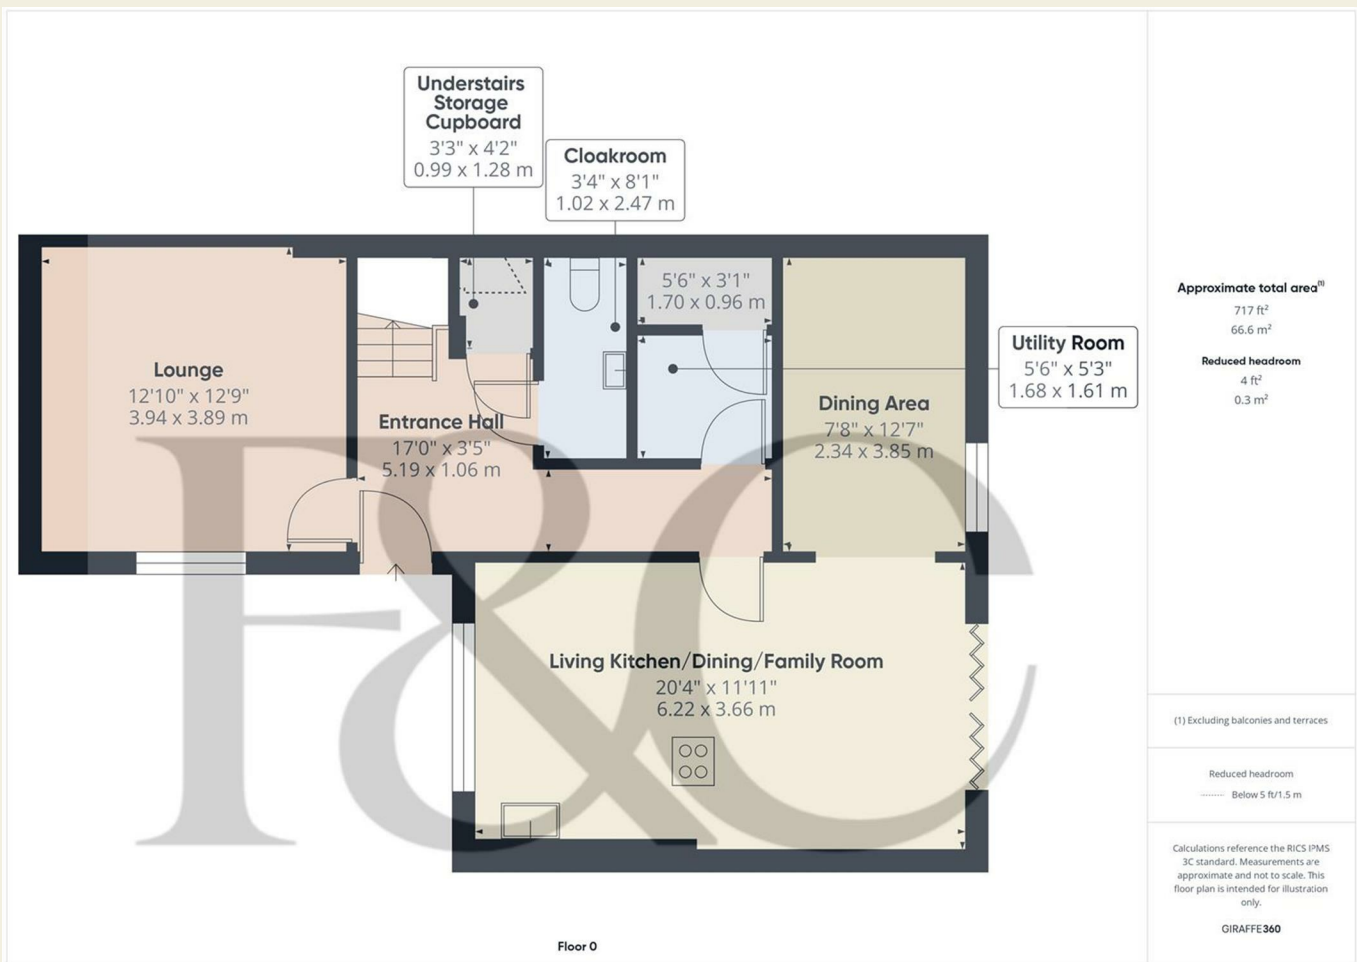 Understairs
Storage
Cupboard
3'3" x 4'2"
0.99 x 1.28 m
Cloakroom
3'4" x 8'1"
1.02 x 2.47 m
5'6" x 3'1"
1.70 x 0.96 m
Utility Room
5'6" x 5'3"
1.68 x 1.61 m
Lounge
12'10" x 12'9"
3.94 x 3.89 m
Entrance Hall
17'0" x 3'5"
5.19 x 1.06 m
Dining Area
7'8" x 12'7"
2.34 x 3.85 m
Living Kitchen/Dining/Family Room
20'4" x 11'11"
6.22 x 3.66 m
F&C
Floor 0
Approximate total area(1)
717 ft²
66.6 m²
Reduced headroom
4 ft²
0.3 m²
(1) Excluding balconies and terraces
Reduced headroom
Below 5 ft/1.5 m
Calculations reference the RICS IPMS
3C standard. Measurements are
approximate and not to scale. This
floor plan is intended for illustration
only.
GIRAFFE360